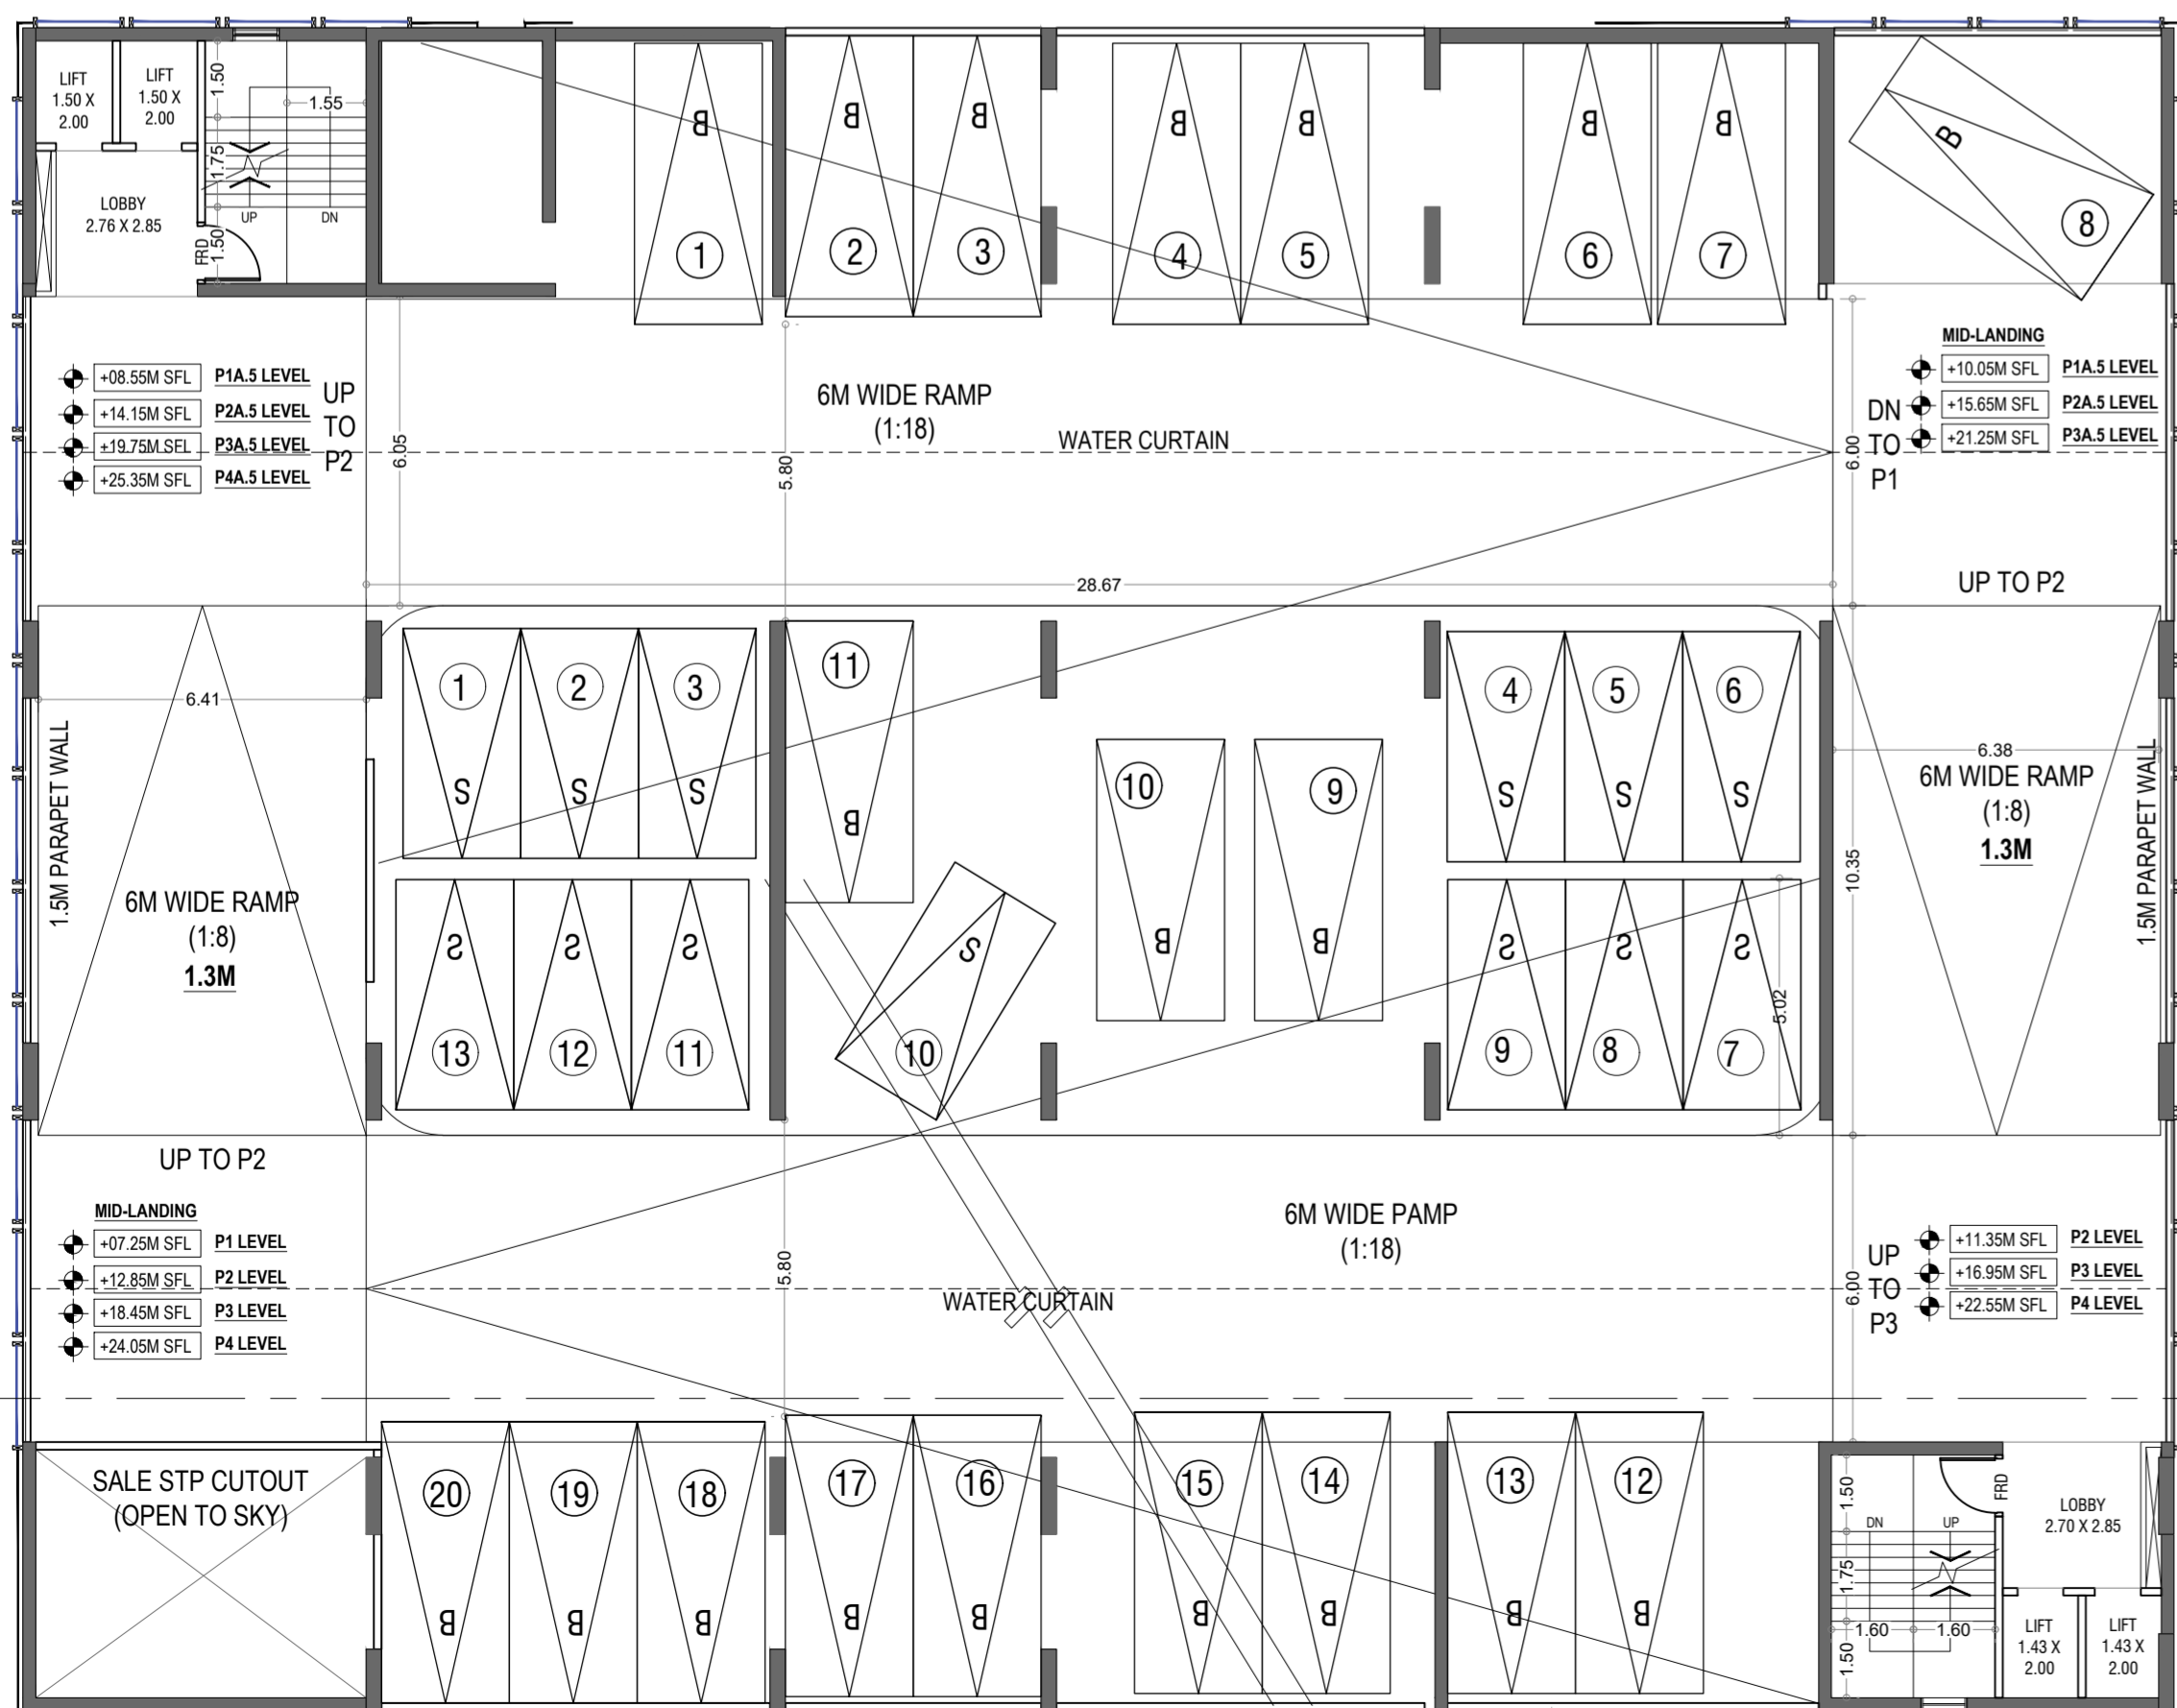 LIFT
1.50 X
2.00
LIFT
1.50 X
2.00
1.50
1.55
1.75
LOBBY
2.76 X 2.85
UP
DN
FRD
1.50
B
1
B
2
B
3
B
4
B
5
B
6
B
7
B
8
+08.55M SFL P1A.5 LEVEL
+14.15M SFL P2A.5 LEVEL
+19.75M SFL P3A.5 LEVEL
+25.35M SFL P4A.5 LEVEL
UP
TO
P2
6.05
5.80
6M WIDE RAMP
(1:18)
WATER CURTAIN
28.67
MID-LANDING
+10.05M SFL P1A.5 LEVEL
+15.65M SFL P2A.5 LEVEL
+21.25M SFL P3A.5 LEVEL
DN
TO
P1
6.00
UP TO P2
6.41
1.5M PARAPET WALL
6M WIDE RAMP
(1:8)
1.3M
1
S
2
S
3
S
11
B
10
B
9
B
4
S
5
S
6
S
6.38
6M WIDE RAMP
(1:8)
1.3M
1.5M PARAPET WALL
10.35
S
13
S
12
S
11
S
10
S
9
S
8
S
7
5.02
UP TO P2
MID-LANDING
+07.25M SFL P1 LEVEL
+12.85M SFL P2 LEVEL
+18.45M SFL P3 LEVEL
+24.05M SFL P4 LEVEL
5.80
6M WIDE PAMP
(1:18)
WATER CURTAIN
UP
TO
P3
6.00
+11.35M SFL P2 LEVEL
+16.95M SFL P3 LEVEL
+22.55M SFL P4 LEVEL
SALE STP CUTOUT
(OPEN TO SKY)
20
B
19
B
18
B
17
B
16
B
15
B
14
B
13
B
12
B
1.50
FRD
DN
UP
LOBBY
2.70 X 2.85
1.75
1.60
1.60
1.50
LIFT
1.43 X
2.00
LIFT
1.43 X
2.00